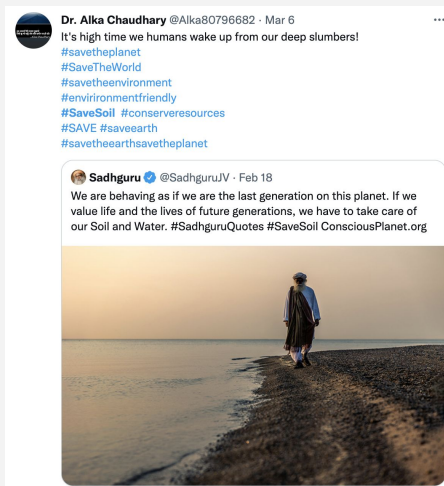 Dr. Alka Chaudhary @Alka80796682 · Mar 6
It's high time we humans wake up from our deep slumbers!
#savetheplanet
#SaveTheWorld
#savetheenvironment
#envirironmentfriendly
#SaveSoil #conserveresources
#SAVE #saveearth
#savetheearthsavetheplanet
Sadhguru @SadhguruJV · Feb 18
We are behaving as if we are the last generation on this planet. If we
value life and the lives of future generations, we have to take care of
our Soil and Water. #SadhguruQuotes #SaveSoil ConsciousPlanet.org